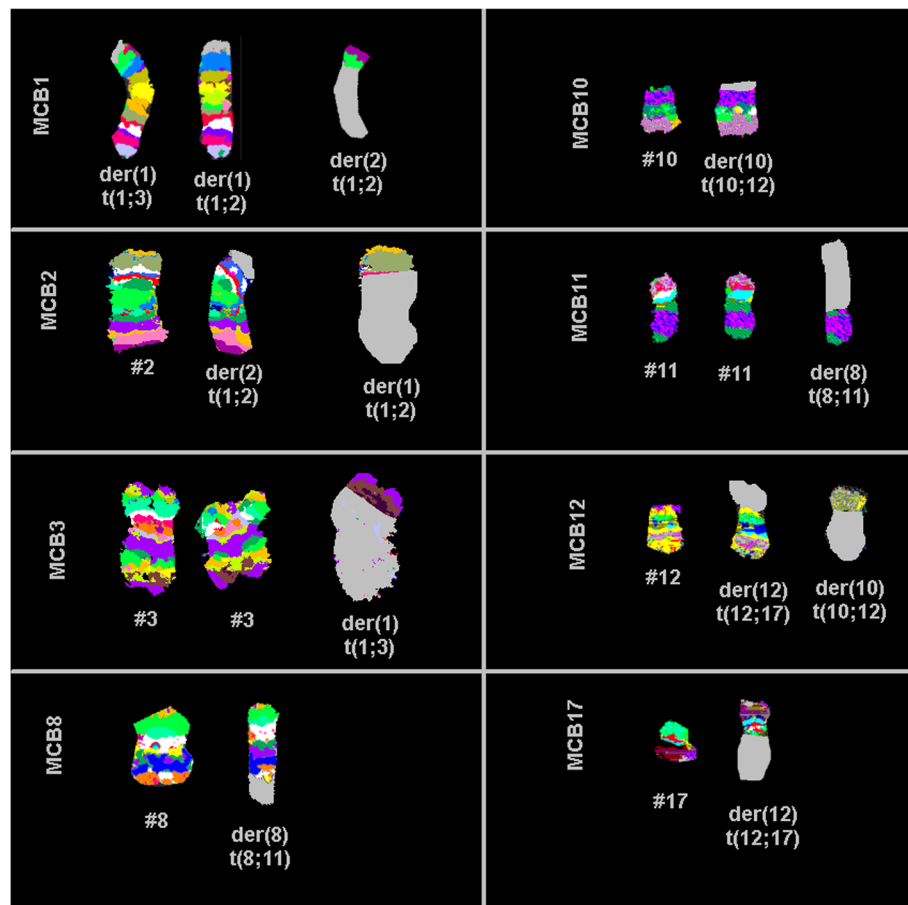 MCB1
der(1)
t(1;3)
der(1)
t(1;2)
der(2)
t(1;2)
MCB10
#10
der(10)
t(10;12)
MCB2
#2
der(2)
t(1;2)
der(1)
t(1;2)
MCB11
#11
#11
der(8)
t(8;11)
MCB3
#3
#3
der(1)
t(1;3)
MCB12
#12
der(12)
t(12;17)
der(10)
t(10;12)
MCB8
#8
der(8)
t(8;11)
MCB17
#17
der(12)
t(12;17)